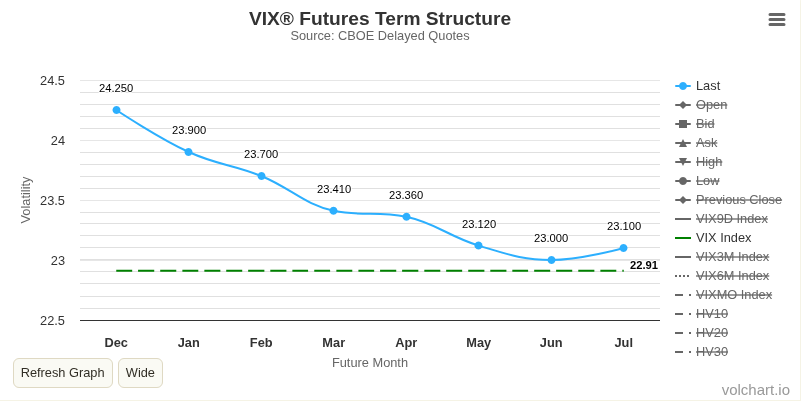 VIX® Futures Term Structure
Source: CBOE Delayed Quotes
Volatility
24.5
24
23.5
23
22.5
24.250
23.900
23.700
23.410
23.360
23.120
23.000
23.100
22.91
Dec Jan Feb Mar Apr May Jun Jul
Future Month
Last
Open
Bid
Ask
High
Low
Previous Close
VIX9D Index
VIX Index
VIX3M Index
VIX6M Index
VIXMO Index
HV10
HV20
HV30
Refresh Graph Wide
volchart.io